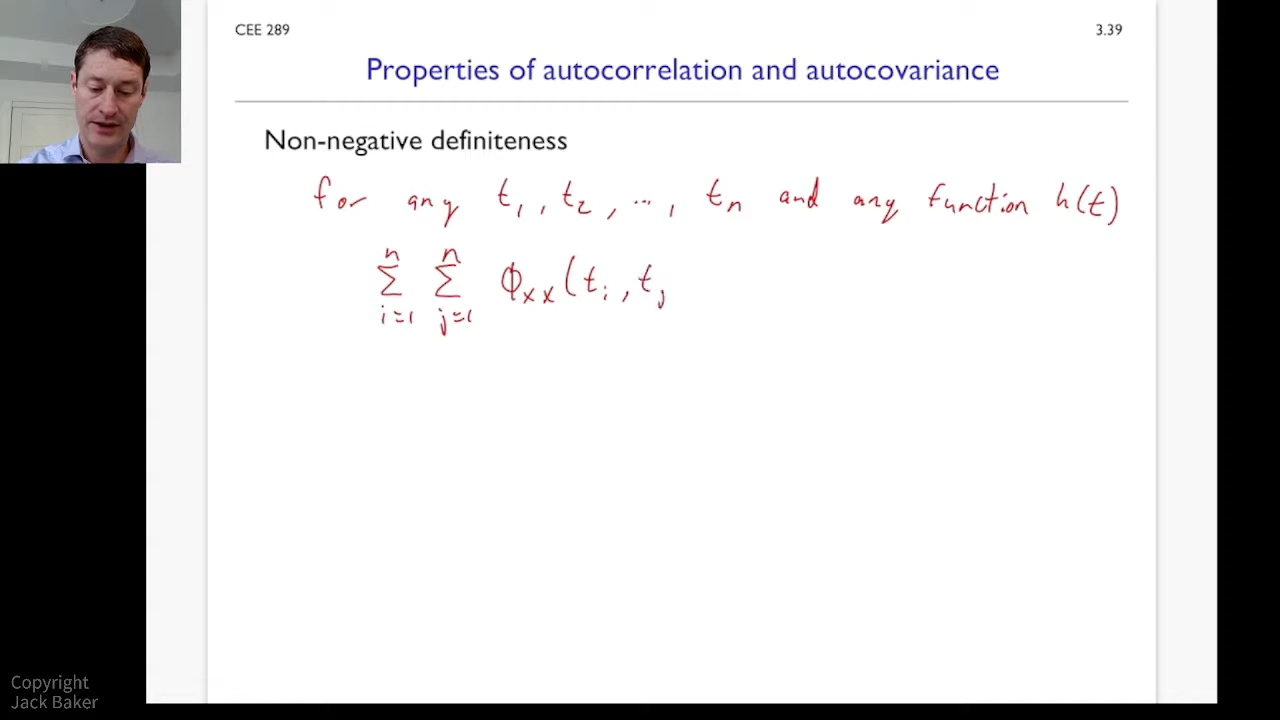 CEE 289
3.39
Properties of autocorrelation and autocovariance
Non-negative definiteness
for any t₁, t₂, ..., tₙ and any function h(t)
n n
Σ Σ ϕₓₓ(tᵢ, tⱼ
i=1 j=1
Copyright
Jack Baker